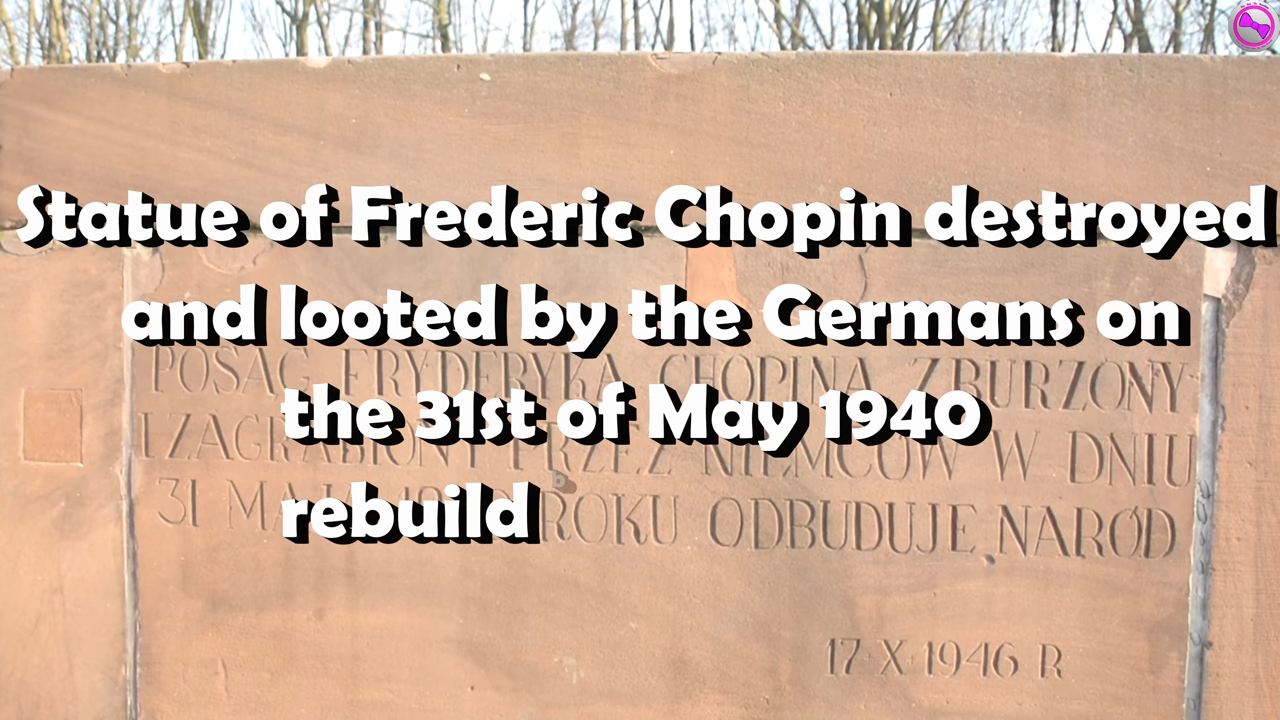 Statue of Frederic Chopin destroyed
and looted by the Germans on
the 31st of May 1940
rebuild
POSĄG FRYDERYKA CHOPINA ZBURZONY
I ZAGRABIONY PRZEZ NIEMCÓW W DNIU
31 MAJA ROKU ODBUDUJE NARÓD
17 X 1946 R